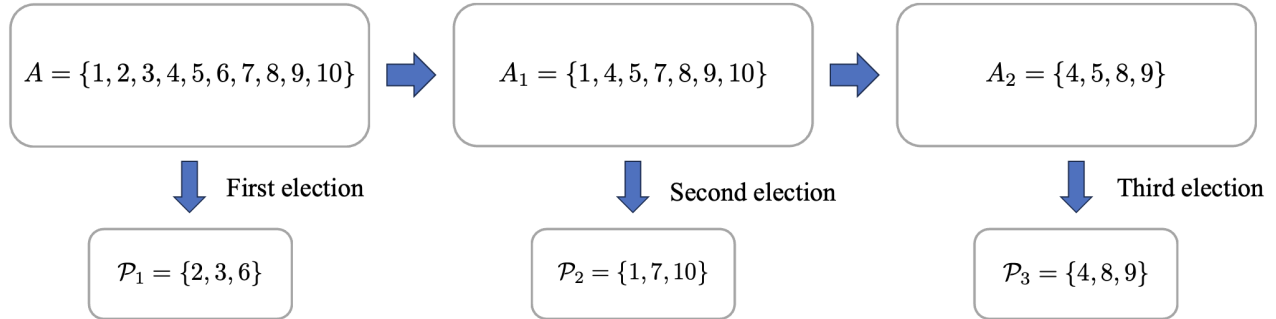 A = {1, 2, 3, 4, 5, 6, 7, 8, 9, 10}
A₁ = {1, 4, 5, 7, 8, 9, 10}
A₂ = {4, 5, 8, 9}
First election
Second election
Third election
𝒫₁ = {2, 3, 6}
𝒫₂ = {1, 7, 10}
𝒫₃ = {4, 8, 9}